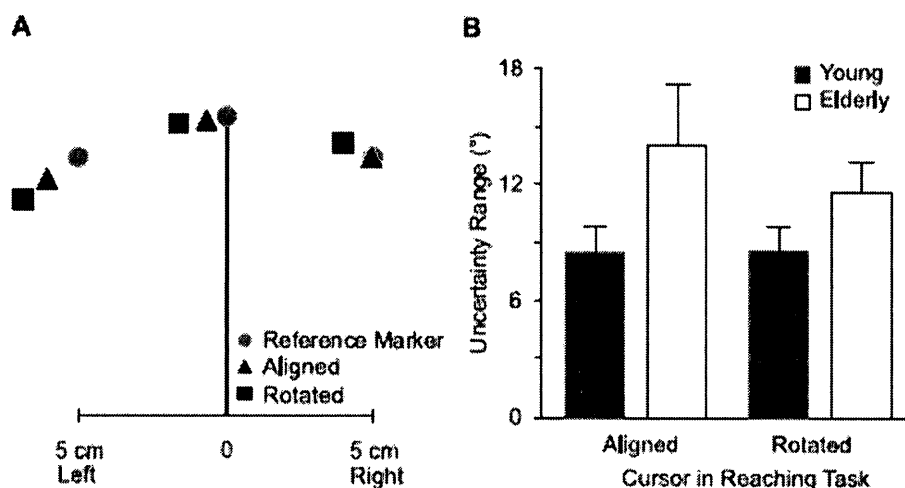 A
Reference Marker
Aligned
Rotated
5 cm
Left
0
5 cm
Right
B
Young
Elderly
Uncertainty Range (°)
18
12
6
0
Aligned
Rotated
Cursor in Reaching Task